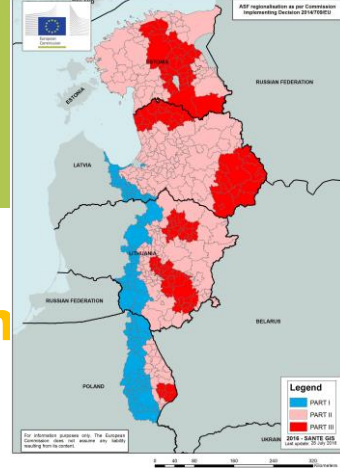 European
Commission
ASF regionalisation as per Commission
Implementing Decision 2014/709/EU
ESTONIA
RUSSIAN FEDERATION
ESTONIA
LATVIA
LITHUANIA
RUSSIAN FEDERATION
BELARUS
n
POLAND
Legend
PART I
PART II
PART III
2016 - SANTE GIS
Last update: 28 July 2016
For information purposes only. The European
Commission does not assume any liability
resulting from its content.
UKRAIN
0 40 80 160 240 320
Kilometers